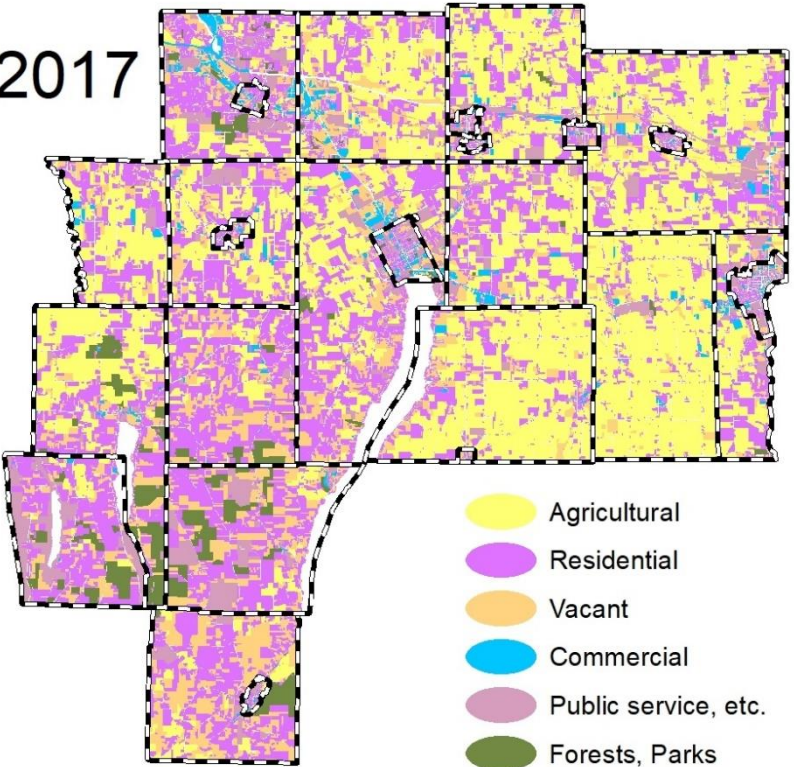 2017
Agricultural
Residential
Vacant
Commercial
Public service, etc.
Forests, Parks